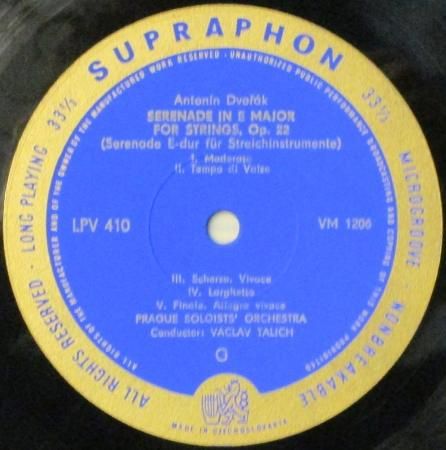 SUPRAPHON
33⅓
33⅓
LONG PLAYING
MICROGROOVE
ALL RIGHTS RESERVED
NONBREAKABLE
ALL RIGHTS OF THE MANUFACTURER AND OF THE OWNER OF THE MANUFACTURED WORK RESERVED - UNAUTHORIZED PUBLIC PERFORMANCE BROADCASTING AND COPYING OF THIS WORK PROHIBITED
Antonín Dvořák
SERENADE IN E MAJOR
FOR STRINGS, Op. 22
(Serenade E-dur für Streichinstrumente)
I. Moderato
II. Tempo di Valse
LPV 410
VM 1206
III. Scherzo. Vivace
IV. Larghetto
V. Finale. Allegro vivace
PRAGUE SOLOISTS' ORCHESTRA
Conductor: VÁCLAV TALICH
G
MADE IN CZECHOSLOVAKIA